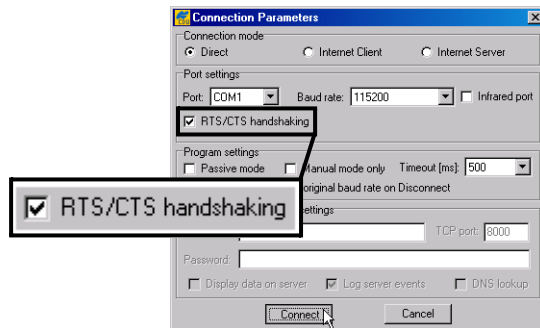 Connection Parameters
Connection mode
Direct Internet Client Internet Server
Port settings
Port: COM1 Baud rate: 115200 Infrared port
RTS/CTS handshaking
Program settings
Passive mode Manual mode only Timeout [ms]: 500
original baud rate on Disconnect
RTS/CTS handshaking
settings
TCP port: 8000
Password:
Display data on server Log server events DNS lookup
Connect Cancel